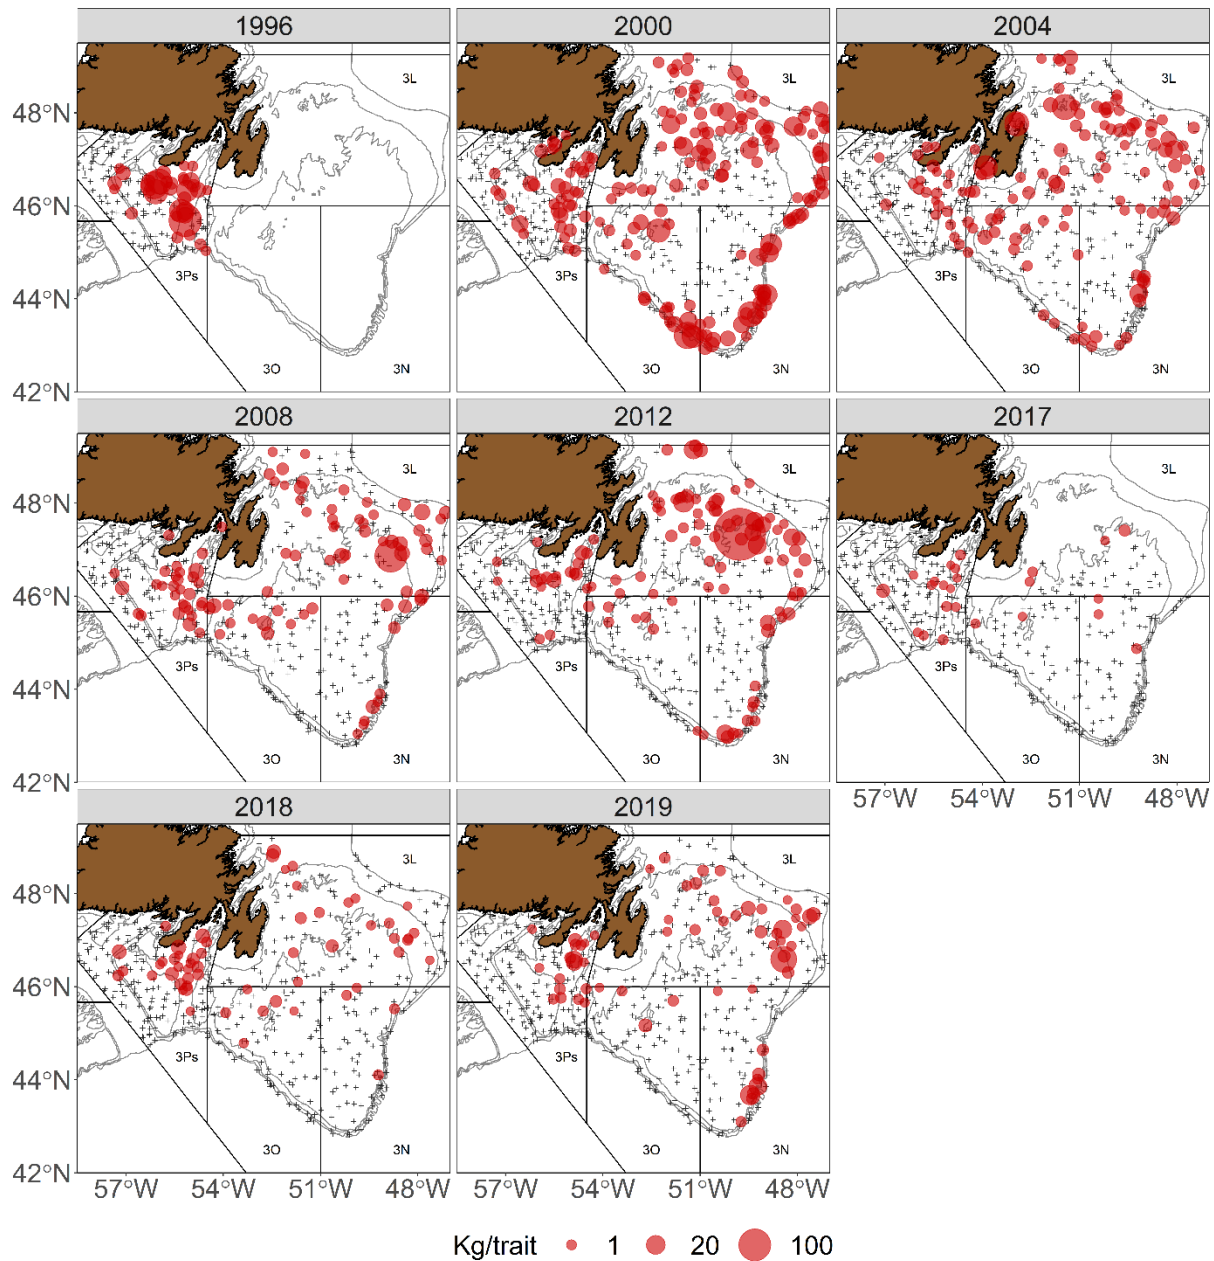 1996 2000 2004
48°N 3L 3L 3L
46°N
44°N 3Ps 3Ps 3Ps
42°N 3O 3N 3O 3N 3O 3N
2008 2012 2017
48°N 3L 3L 3L
46°N
44°N 3Ps 3Ps 3Ps
3O 3N 3O 3N 3O 3N
42°N
57°W 54°W 51°W 48°W
2018 2019
48°N 3L 3L
46°N
44°N 3Ps 3Ps
3O 3N 3O 3N
42°N
57°W 54°W 51°W 48°W 57°W 54°W 51°W 48°W
Kg/trait 1 20 100